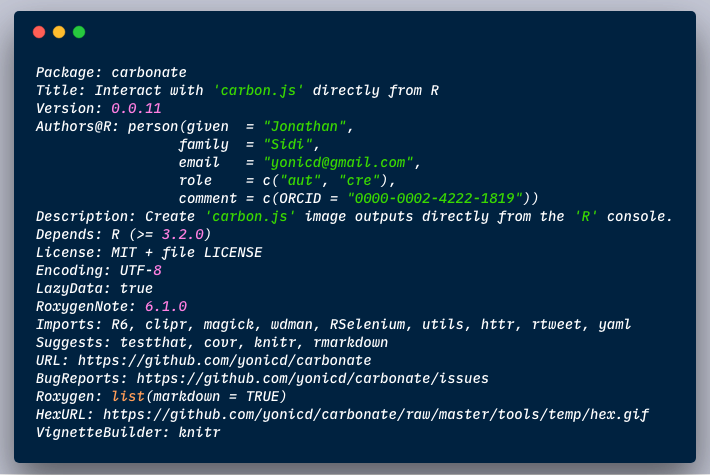 Package: carbonate
Title: Interact with 'carbon.js' directly from R
Version: 0.0.11
Authors@R: person(given  = "Jonathan",
                 family  = "Sidi",
                 email   = "yonicd@gmail.com",
                 role    = c("aut", "cre"),
                 comment = c(ORCID = "0000-0002-4222-1819"))
Description: Create 'carbon.js' image outputs directly from the 'R' console.
Depends: R (>= 3.2.0)
License: MIT + file LICENSE
Encoding: UTF-8
LazyData: true
RoxygenNote: 6.1.0
Imports: R6, clipr, magick, wdman, RSelenium, utils, httr, rtweet, yaml
Suggests: testthat, covr, knitr, rmarkdown
URL: https://github.com/yonicd/carbonate
BugReports: https://github.com/yonicd/carbonate/issues
Roxygen: list(markdown = TRUE)
HexURL: https://github.com/yonicd/carbonate/raw/master/tools/temp/hex.gif
VignetteBuilder: knitr